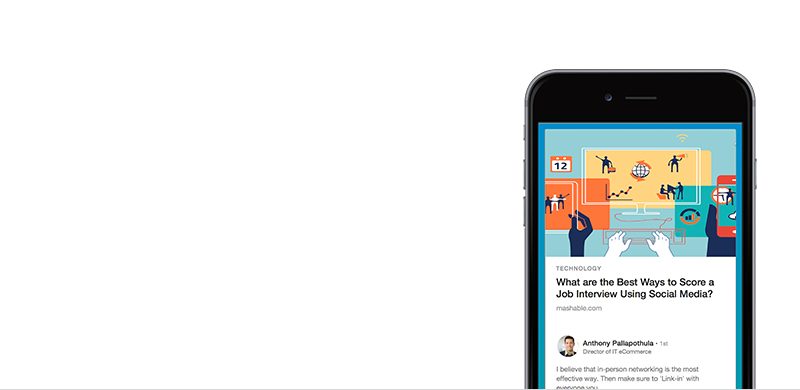 12
TECHNOLOGY
What are the Best Ways to Score a
Job Interview Using Social Media?
mashable.com
Anthony Pallapothula · 1st
Director of IT eCommerce
I believe that in-person networking is the most
effective way. Then make sure to 'Link-in' with
everyone you